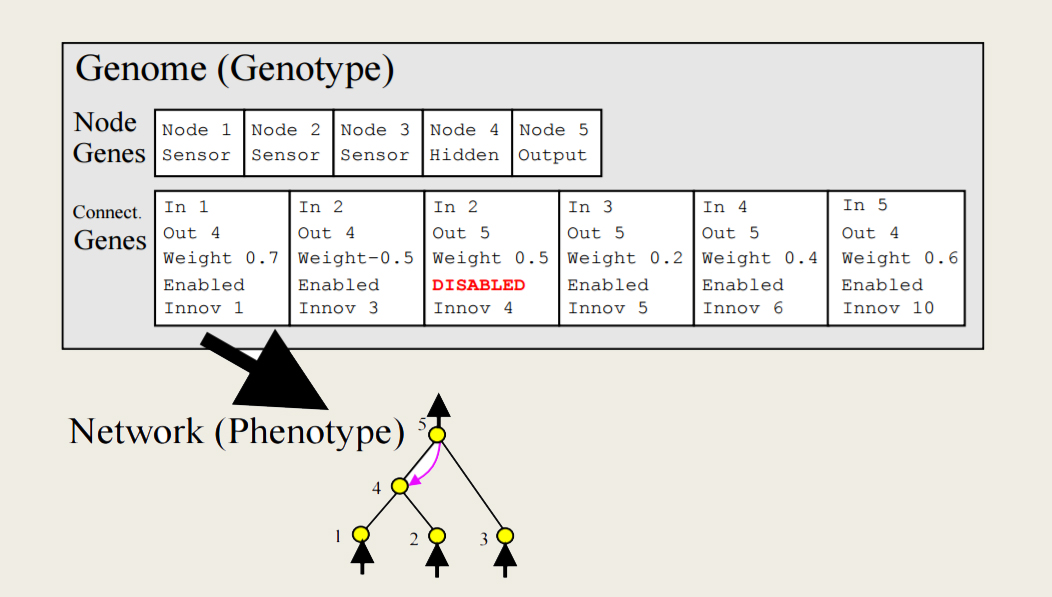 Genome (Genotype)
Node
Genes
Node 1
Sensor
Node 2
Sensor
Node 3
Sensor
Node 4
Hidden
Node 5
Output
Connect.
Genes
In 1
Out 4
Weight 0.7
Enabled
Innov 1
In 2
Out 4
Weight-0.5
Enabled
Innov 3
In 2
Out 5
Weight 0.5
DISABLED
Innov 4
In 3
Out 5
Weight 0.2
Enabled
Innov 5
In 4
Out 5
Weight 0.4
Enabled
Innov 6
In 5
Out 4
Weight 0.6
Enabled
Innov 10
Network (Phenotype)
5
4
1
2
3